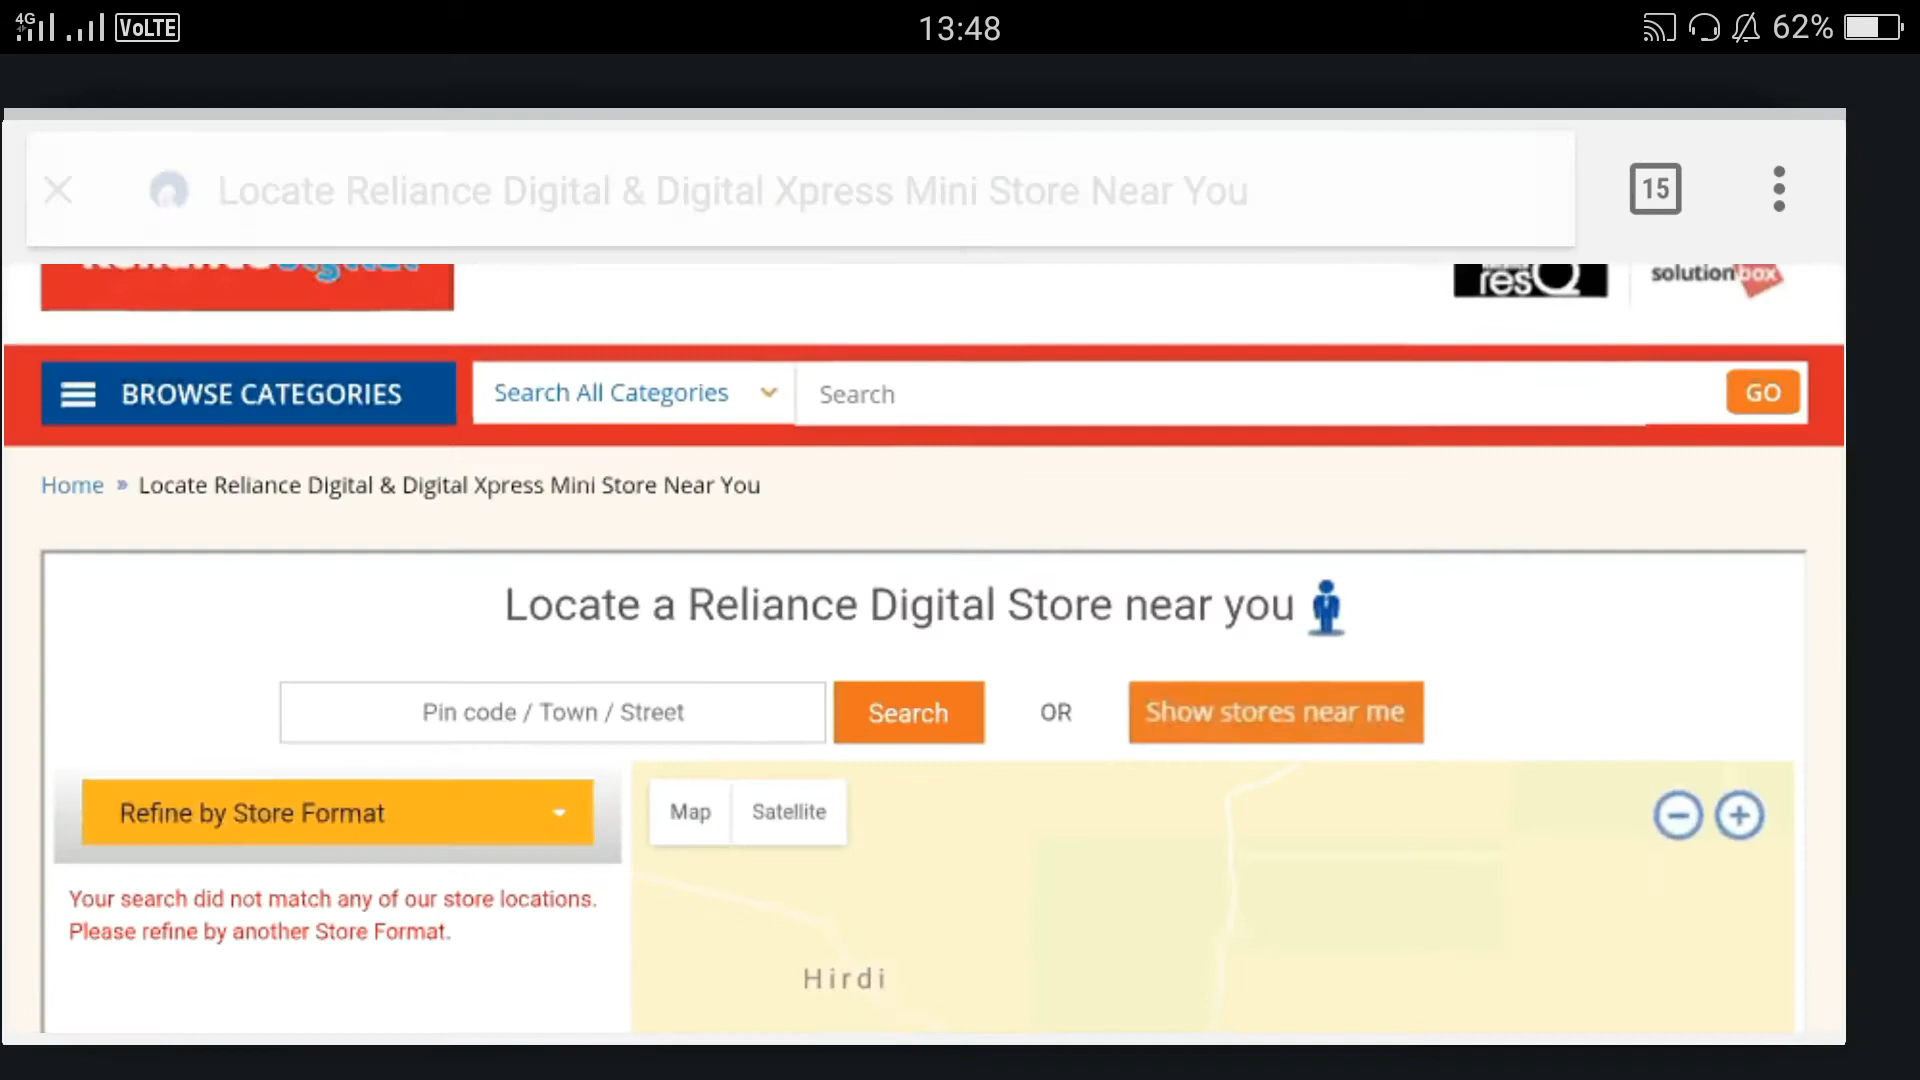 4G VoLTE 13:48 62%
Locate Reliance Digital & Digital Xpress Mini Store Near You 15
resQ solutionbox
BROWSE CATEGORIES Search All Categories Search GO
Home » Locate Reliance Digital & Digital Xpress Mini Store Near You
Locate a Reliance Digital Store near you
Pin code / Town / Street Search OR Show stores near me
Refine by Store Format Map Satellite
Your search did not match any of our store locations.
Please refine by another Store Format.
Hirdi